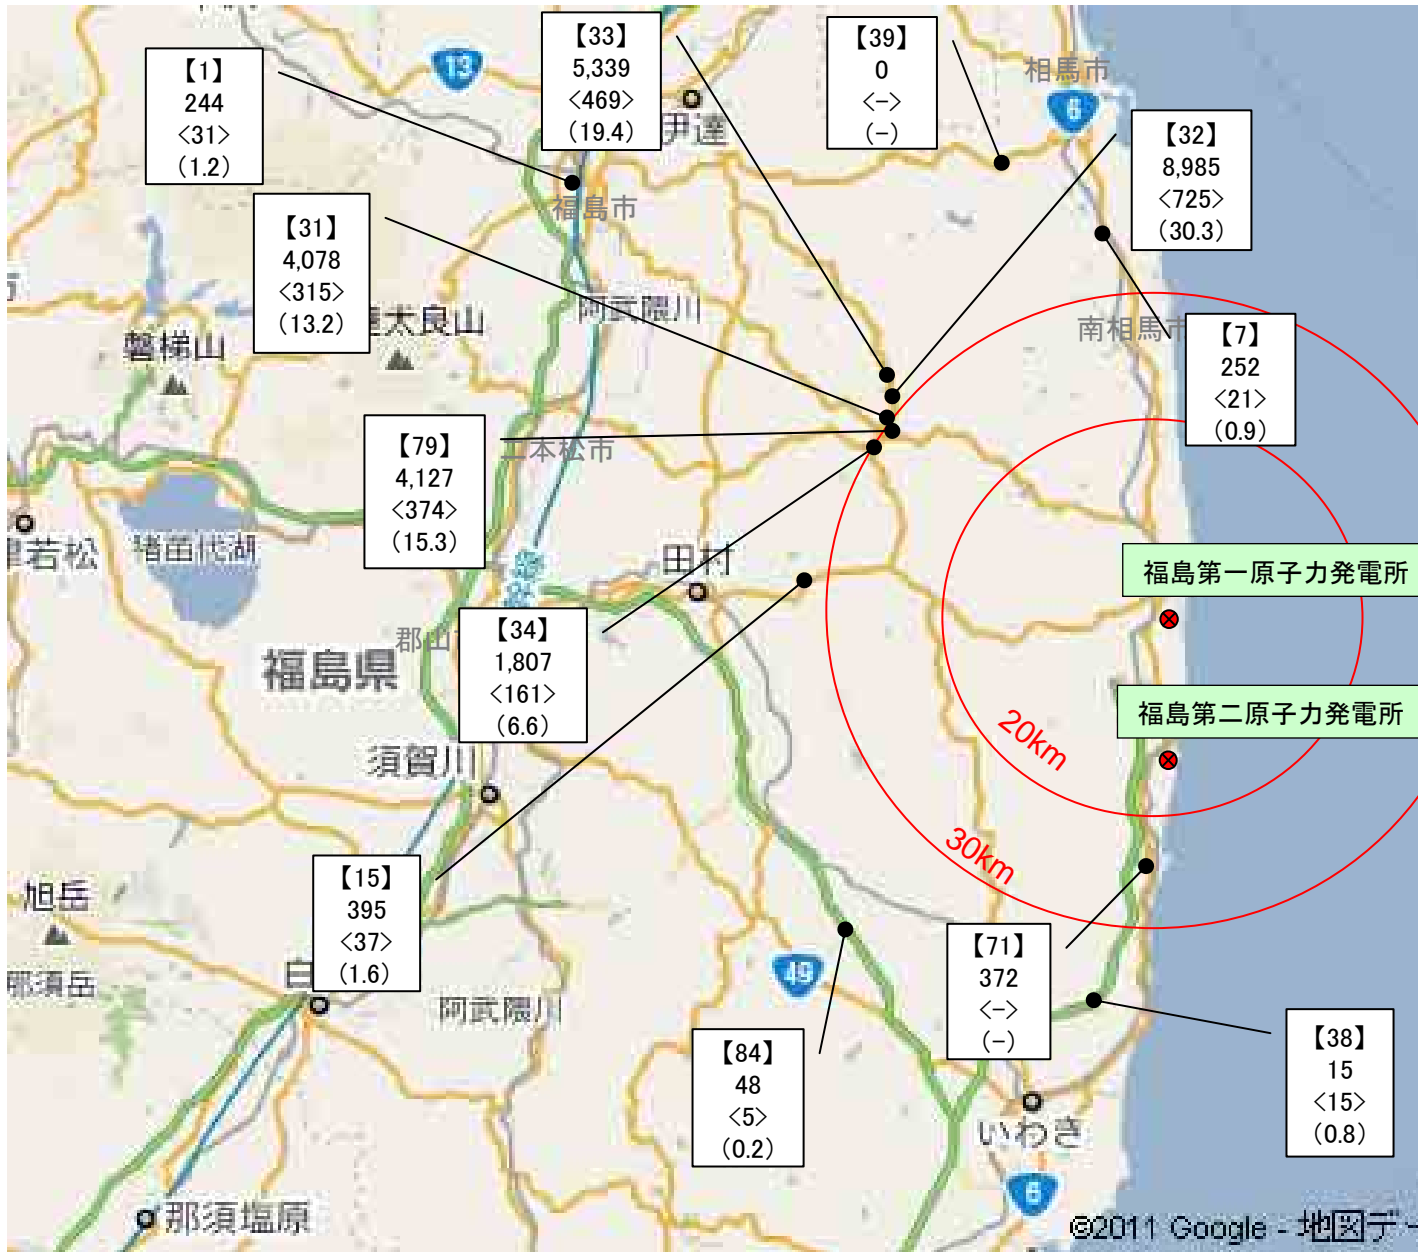 【1】
244
<31>
(1.2)
【33】
5,339
<469>
(19.4)
【39】
0
<->
(-)
【32】
8,985
<725>
(30.3)
【31】
4,078
<315>
(13.2)
【7】
252
<21>
(0.9)
【79】
4,127
<374>
(15.3)
【34】
1,807
<161>
(6.6)
【15】
395
<37>
(1.6)
【71】
372
<->
(-)
【84】
48
<5>
(0.2)
【38】
15
<15>
(0.8)
13
6
相馬市
伊達
福島市
阿武隈川
太良山
磐梯山
南相馬市
二本松市
若松
猪苗代湖
田村
福島第一原子力発電所
郡山
福島県
福島第二原子力発電所
20km
須賀川
30km
旭岳
那須岳
白
阿武隈川
49
いわき
6
那須塩原
©2011 Google - 地図デ